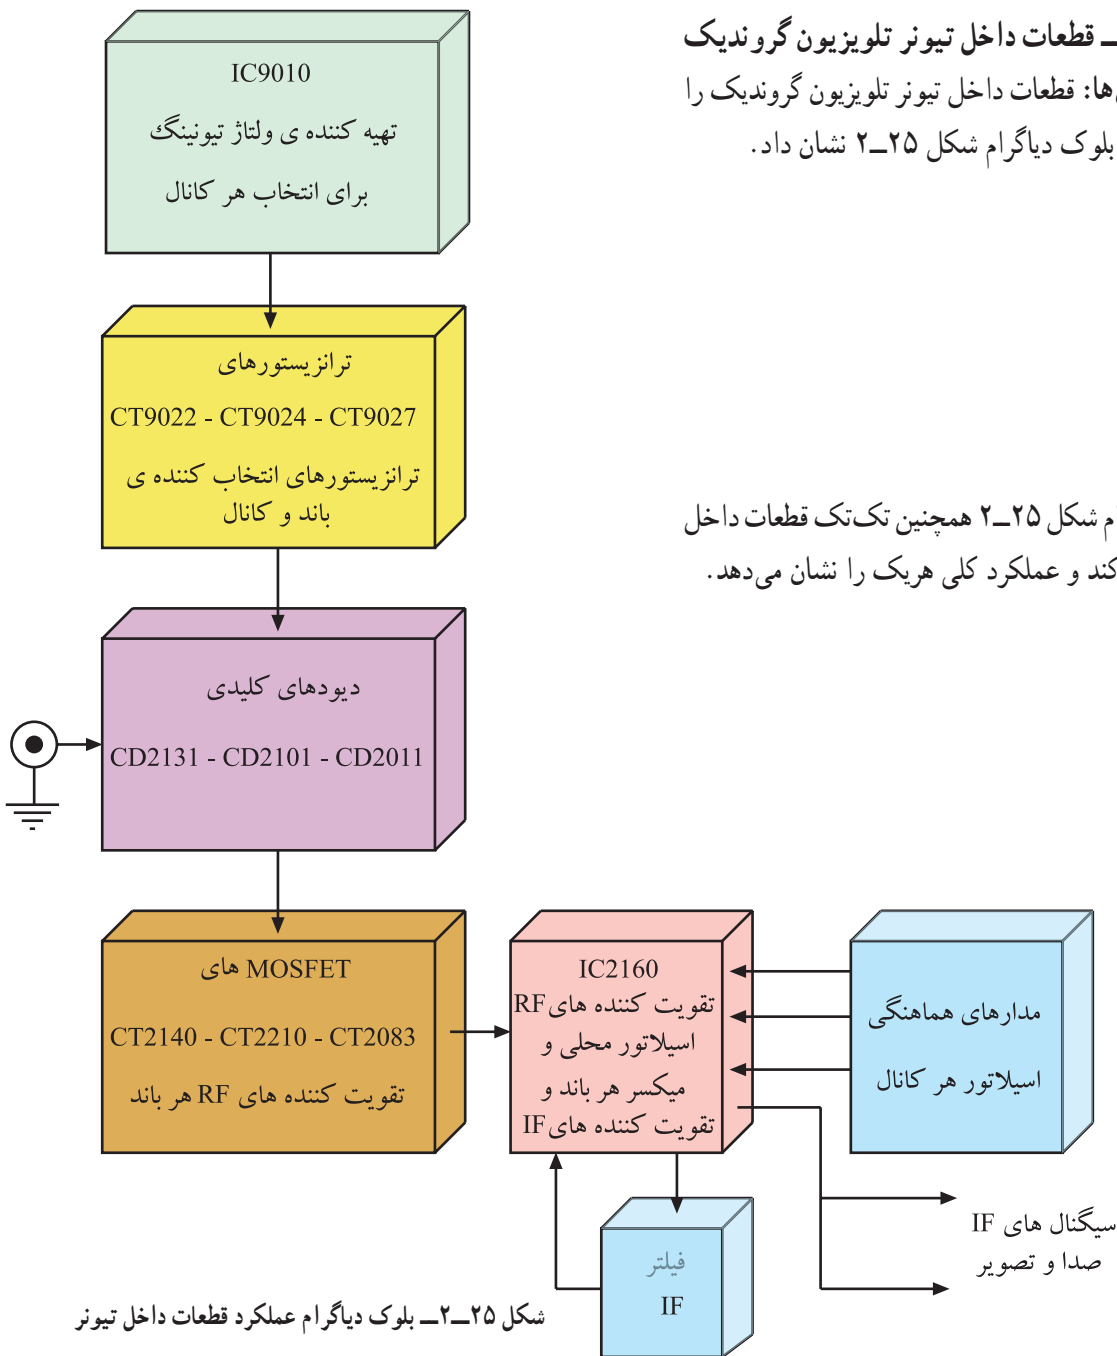 ـ قطعات داخل تیونر تلویزیون گروندیک
ها: قطعات داخل تیونر تلویزیون گروندیک را
بلوک دیاگرام شکل ۲۵ــ۲ نشان داد.
IC9010
تهیه کننده ی ولتاژ تیونینگ
برای انتخاب هر کانال
ترانزیستورهای
CT9022 - CT9024 - CT9027
ترانزیستورهای انتخاب کننده ی
باند و کانال
شکل ۲۵ــ۲ همچنین تک‌تک قطعات داخل
کند و عملکرد کلی هریک را نشان می‌دهد.
دیودهای کلیدی
CD2131 - CD2101 - CD2011
MOSFET های
CT2140 - CT2210 - CT2083
تقویت کننده های RF هر باند
IC2160
تقویت کننده های RF
اسیلاتور محلی و
میکسر هر باند و
تقویت کننده های IF
مدارهای هماهنگی
اسیلاتور هر کانال
سیگنال های IF
صدا و تصویر
فیلتر
IF
شکل ۲۵ــ۲ــ بلوک دیاگرام عملکرد قطعات داخل تیونر